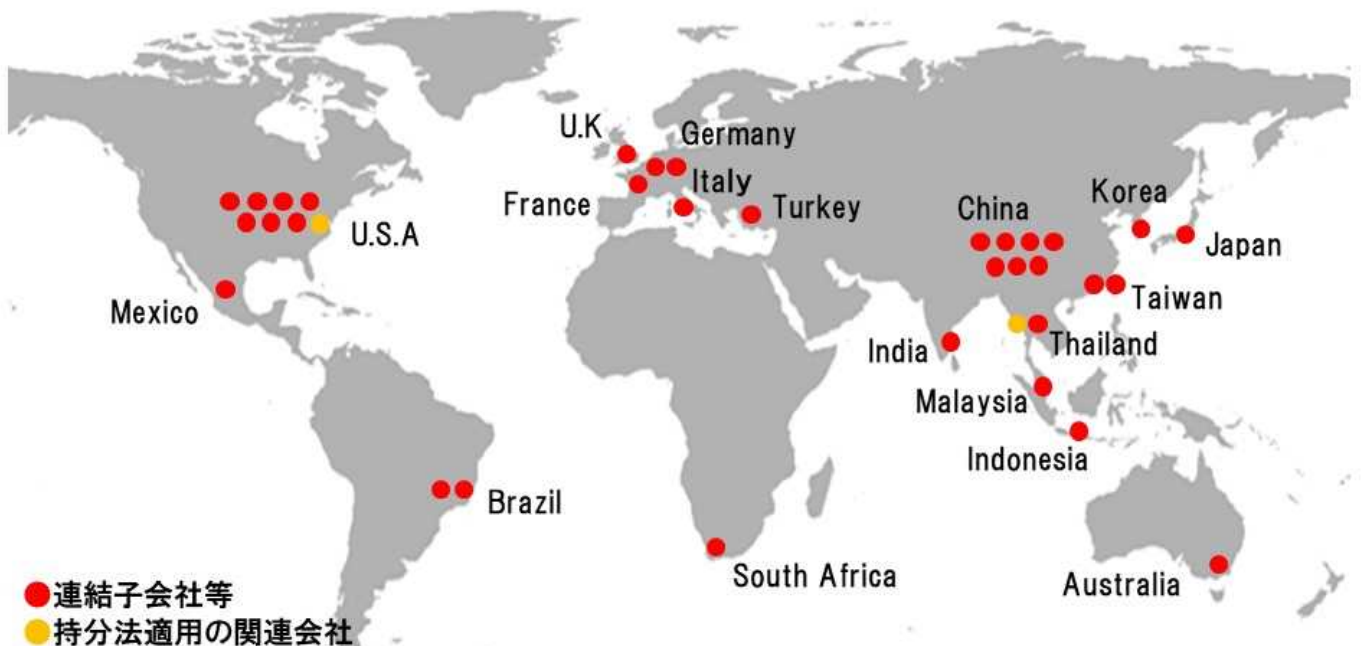 U.K
Germany
Italy
France
Turkey
U.S.A
Mexico
Brazil
South Africa
China
Korea
Japan
Taiwan
India
Thailand
Malaysia
Indonesia
Australia
連結子会社等
持分法適用の関連会社